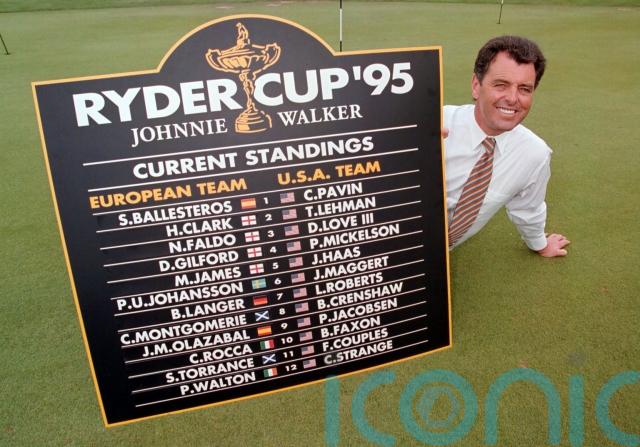 RYDER CUP '95
JOHNNIE WALKER
CURRENT STANDINGS
EUROPEAN TEAM U.S.A. TEAM
S.BALLESTEROS 1 C.PAVIN
H.CLARK 2 T.LEHMAN
N.FALDO 3 D.LOVE III
D.GILFORD 4 P.MICKELSON
M.JAMES 5 J.HAAS
P.U.JOHANSSON 6 J.MAGGERT
B.LANGER 7 L.ROBERTS
C.MONTGOMERIE 8 B.CRENSHAW
J.M.OLAZABAL 9 P.JACOBSEN
C.ROCCA 10 B.FAXON
S.TORRANCE 11 F.COUPLES
P.WALTON 12 C.STRANGE
iconic